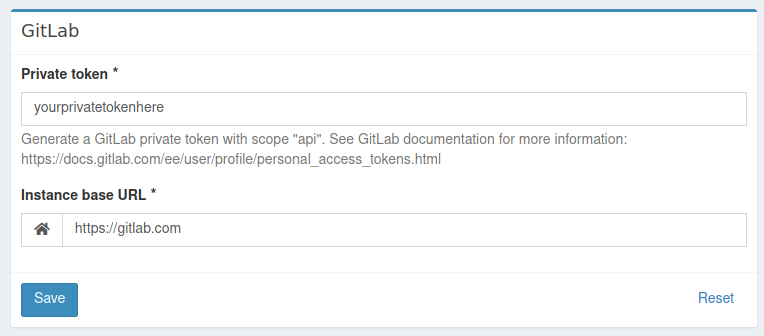 GitLab
Private token *
yourprivatetokenhere
Generate a GitLab private token with scope "api". See GitLab documentation for more information:
https://docs.gitlab.com/ee/user/profile/personal_access_tokens.html
Instance base URL *
https://gitlab.com
Save Reset